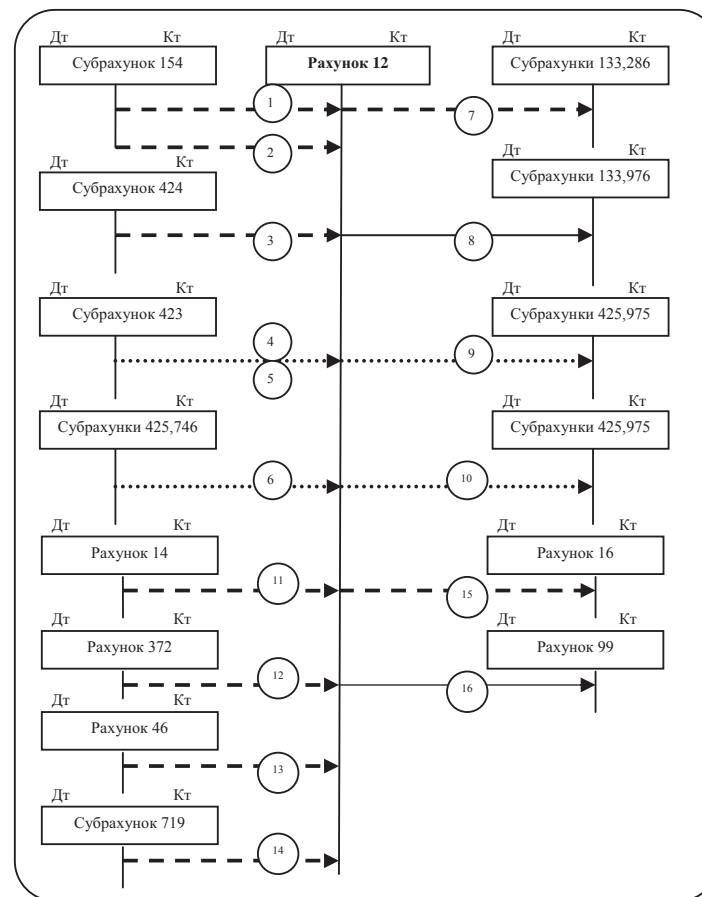 Дт Кт Дт Кт Дт Кт
Субрахунок 154 Рахунок 12 Субрахунки 133,286
1 7
2
Дт Кт
Дт Кт
Субрахунки 133,976
Субрахунок 424
3 8
Дт Кт Дт Кт
Субрахунок 423 Субрахунки 425,975
4
9
5
Дт Кт Дт Кт
Субрахунки 425,746 Субрахунки 425,975
6 10
Дт Кт Дт Кт
Рахунок 14 Рахунок 16
11 15
Дт Кт Дт Кт
Рахунок 372 Рахунок 99
12 16
Дт Кт
Рахунок 46
13
Дт Кт
Субрахунок 719
14